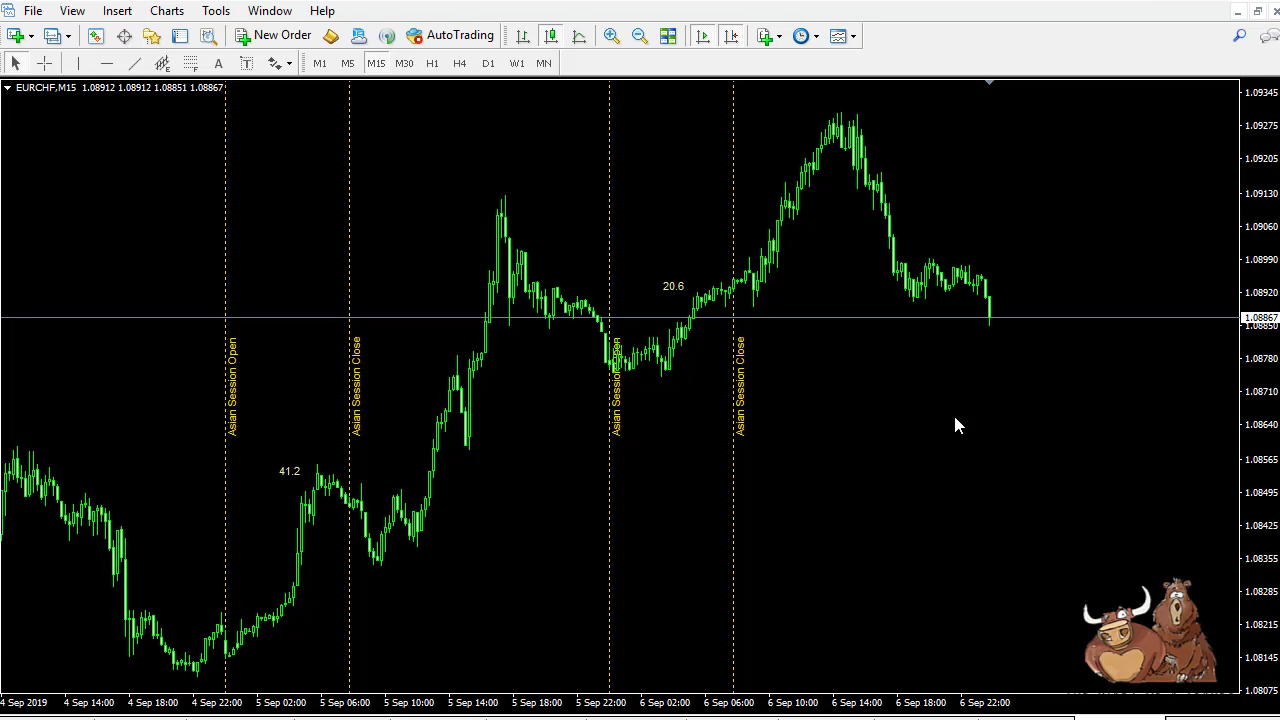 File View Insert Charts Tools Window Help
New Order AutoTrading
A T M1 M5 M15 M30 H1 H4 D1 W1 MN
EURCHF,M15 1.08912 1.08912 1.08851 1.08867
1.09345
1.09275
1.09205
1.09130
1.09060
1.08990
1.08920
1.08867
1.08850
1.08780
1.08710
1.08640
1.08565
1.08495
1.08425
1.08355
1.08285
1.08215
1.08145
1.08075
20.6
41.2
Asian Session Open
Asian Session Close
Asian Session Open
Asian Session Close
4 Sep 2019 4 Sep 14:00 4 Sep 18:00 4 Sep 22:00 5 Sep 02:00 5 Sep 06:00 5 Sep 10:00 5 Sep 14:00 5 Sep 18:00 5 Sep 22:00 6 Sep 02:00 6 Sep 06:00 6 Sep 10:00 6 Sep 14:00 6 Sep 18:00 6 Sep 22:00